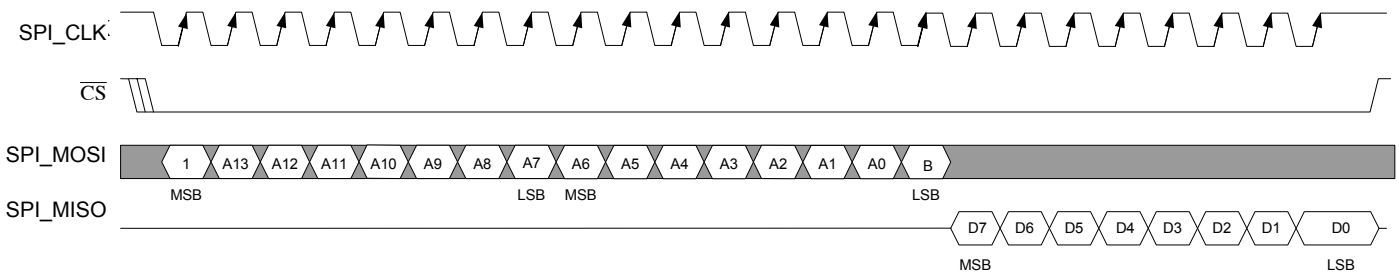 SPI_CLK
CS
SPI_MOSI 1 A13 A12 A11 A10 A9 A8 A7 A6 A5 A4 A3 A2 A1 A0 B
MSB LSB MSB LSB
SPI_MISO
D7 D6 D5 D4 D3 D2 D1 D0
MSB LSB